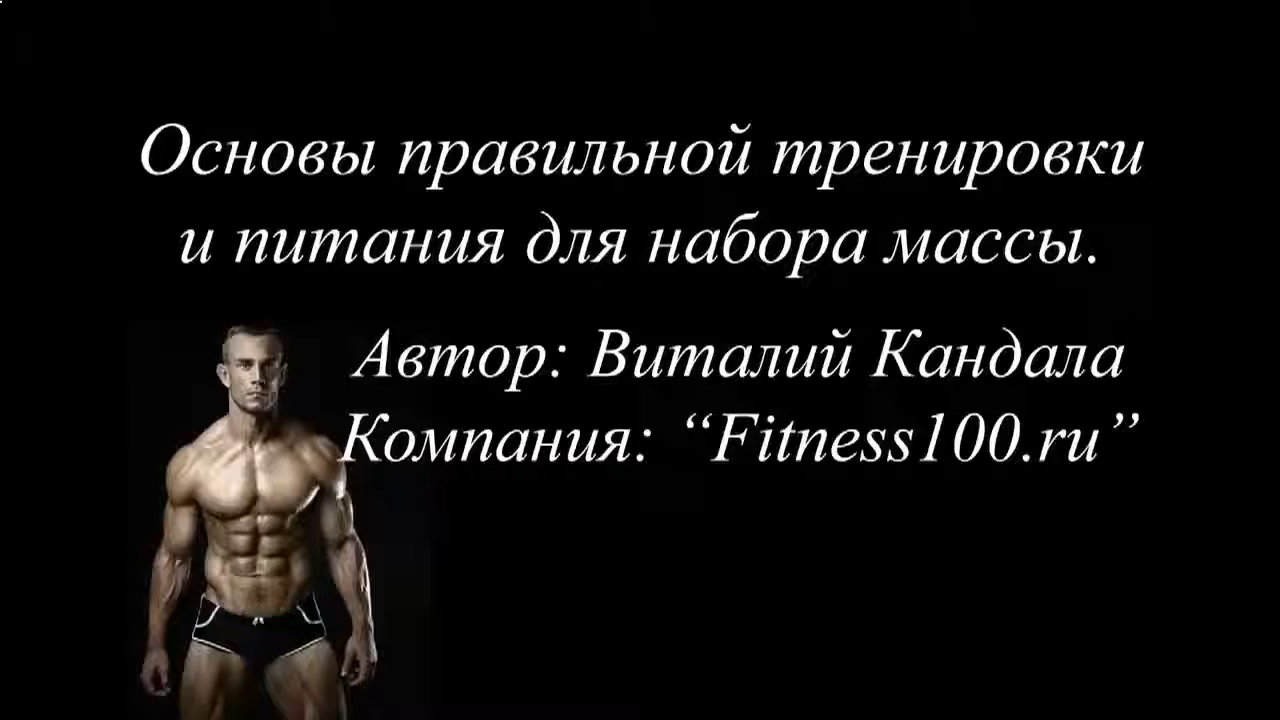 Основы правильной тренировки
и питания для набора массы.
Автор: Виталий Кандала
Компания: “Fitness100.ru”